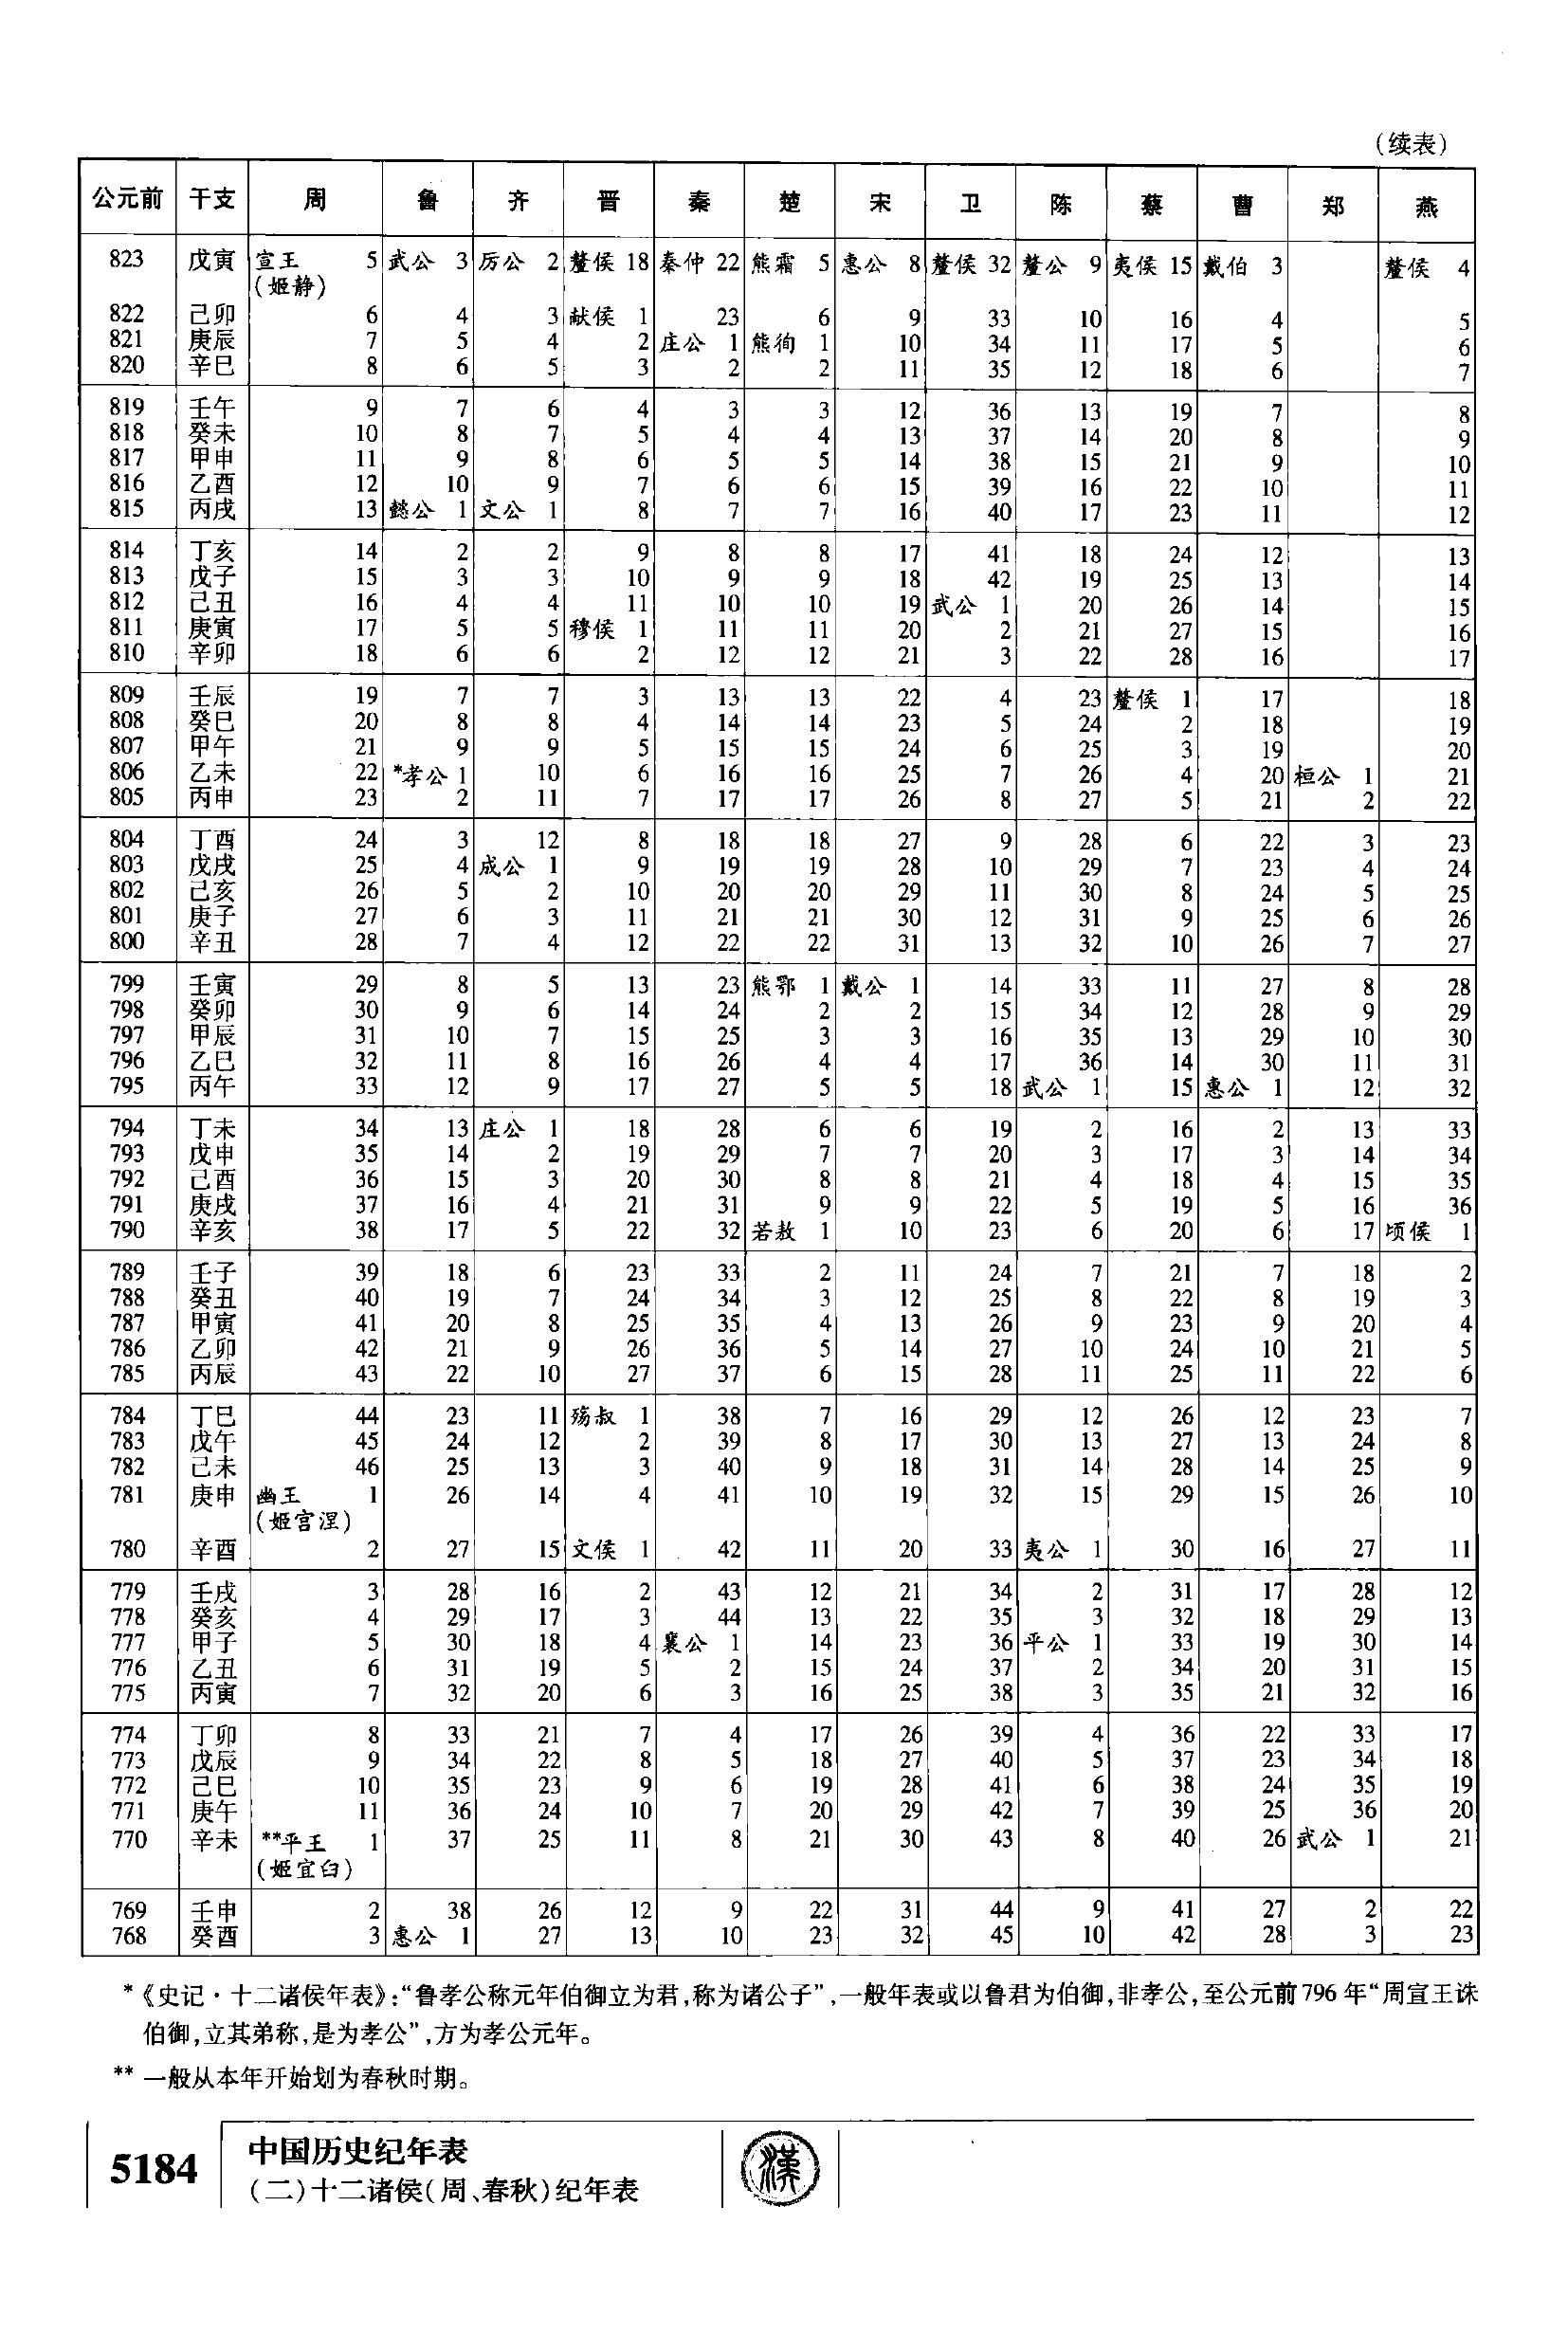 (续表)
公元前 干支 周 鲁 齐 晋 秦 楚 宋 卫 陈 蔡 曹 郑 燕
823 戊寅 宣王 5 武公 3 厉公 2 釐侯 18 秦仲 22 熊霜 5 惠公 8 釐侯 32 釐公 9 夷侯 15 戴伯 3 釐侯 4
(姬静)
822 己卯 6 4 3 献侯 1 23 6 9 33 10 16 4 5
821 庚辰 7 5 4 2 庄公 1 熊徇 1 10 34 11 17 5 6
820 辛巳 8 6 5 3 2 2 11 35 12 18 6 7
819 壬午 9 7 6 4 3 3 12 36 13 19 7 8
818 癸未 10 8 7 5 4 4 13 37 14 20 8 9
817 甲申 11 9 8 6 5 5 14 38 15 21 9 10
816 乙酉 12 10 9 7 6 6 15 39 16 22 10 11
815 丙戌 13 懿公 1 文公 1 8 7 7 16 40 17 23 11 12
814 丁亥 14 2 2 9 8 8 17 41 18 24 12 13
813 戊子 15 3 3 10 9 9 18 42 19 25 13 14
812 己丑 16 4 4 11 10 10 19 武公 1 20 26 14 15
811 庚寅 17 5 5 穆侯 1 11 11 20 2 21 27 15 16
810 辛卯 18 6 6 2 12 12 21 3 22 28 16 17
809 壬辰 19 7 7 3 13 13 22 4 23 釐侯 1 17 18
808 癸巳 20 8 8 4 14 14 23 5 24 2 18 19
807 甲午 21 9 9 5 15 15 24 6 25 3 19 20
806 乙未 22 *孝公 1 10 6 16 16 25 7 26 4 20 桓公 1 21
805 丙申 23 2 11 7 17 17 26 8 27 5 21 2 22
804 丁酉 24 3 12 8 18 18 27 9 28 6 22 3 23
803 戊戌 25 4 成公 1 9 19 19 28 10 29 7 23 4 24
802 己亥 26 5 2 10 20 20 29 11 30 8 24 5 25
801 庚子 27 6 3 11 21 21 30 12 31 9 25 6 26
800 辛丑 28 7 4 12 22 22 31 13 32 10 26 7 27
799 壬寅 29 8 5 13 23 熊鄂 1 戴公 1 14 33 11 27 8 28
798 癸卯 30 9 6 14 24 2 2 15 34 12 28 9 29
797 甲辰 31 10 7 15 25 3 3 16 35 13 29 10 30
796 乙巳 32 11 8 16 26 4 4 17 36 14 30 11 31
795 丙午 33 12 9 17 27 5 5 18 武公 1 15 惠公 1 12 32
794 丁未 34 13 庄公 1 18 28 6 6 19 2 16 2 13 33
793 戊申 35 14 2 19 29 7 7 20 3 17 3 14 34
792 己酉 36 15 3 20 30 8 8 21 4 18 4 15 35
791 庚戌 37 16 4 21 31 9 9 22 5 19 5 16 36
790 辛亥 38 17 5 22 32 若敖 1 10 23 6 20 6 17 顷侯 1
789 壬子 39 18 6 23 33 2 11 24 7 21 7 18 2
788 癸丑 40 19 7 24 34 3 12 25 8 22 8 19 3
787 甲寅 41 20 8 25 35 4 13 26 9 23 9 20 4
786 乙卯 42 21 9 26 36 5 14 27 10 24 10 21 5
785 丙辰 43 22 10 27 37 6 15 28 11 25 11 22 6
784 丁巳 44 23 11 殇叔 1 38 7 16 29 12 26 12 23 7
783 戊午 45 24 12 2 39 8 17 30 13 27 13 24 8
782 己未 46 25 13 3 40 9 18 31 14 28 14 25 9
781 庚申 幽王 1 26 14 4 41 10 19 32 15 29 15 26 10
(姬宫涅)
780 辛酉 2 27 15 文侯 1 42 11 20 33 夷公 1 30 16 27 11
779 壬戌 3 28 16 2 43 12 21 34 2 31 17 28 12
778 癸亥 4 29 17 3 44 13 22 35 3 32 18 29 13
777 甲子 5 30 18 4 襄公 1 14 23 36 平公 1 33 19 30 14
776 乙丑 6 31 19 5 2 15 24 37 2 34 20 31 15
775 丙寅 7 32 20 6 3 16 25 38 3 35 21 32 16
774 丁卯 8 33 21 7 4 17 26 39 4 36 22 33 17
773 戊辰 9 34 22 8 5 18 27 40 5 37 23 34 18
772 己巳 10 35 23 9 6 19 28 41 6 38 24 35 19
771 庚午 11 36 24 10 7 20 29 42 7 39 25 36 20
770 辛未 **平王 1 37 25 11 8 21 30 43 8 40 26 武公 1 21
(姬宜臼)
769 壬申 2 38 26 12 9 22 31 44 9 41 27 2 22
768 癸酉 3 惠公 1 27 13 10 23 32 45 10 42 28 3 23
*《史记·十二诸侯年表》:“鲁孝公称元年伯御立为君,称为诸公子”,一般年表或以鲁君为伯御,非孝公,至公元前796年“周宣王诛
伯御,立其弟称,是为孝公”,方为孝公元年。
** 一般从本年开始划为春秋时期。
5184
中国历史纪年表
(二)十二诸侯(周、春秋)纪年表
漢